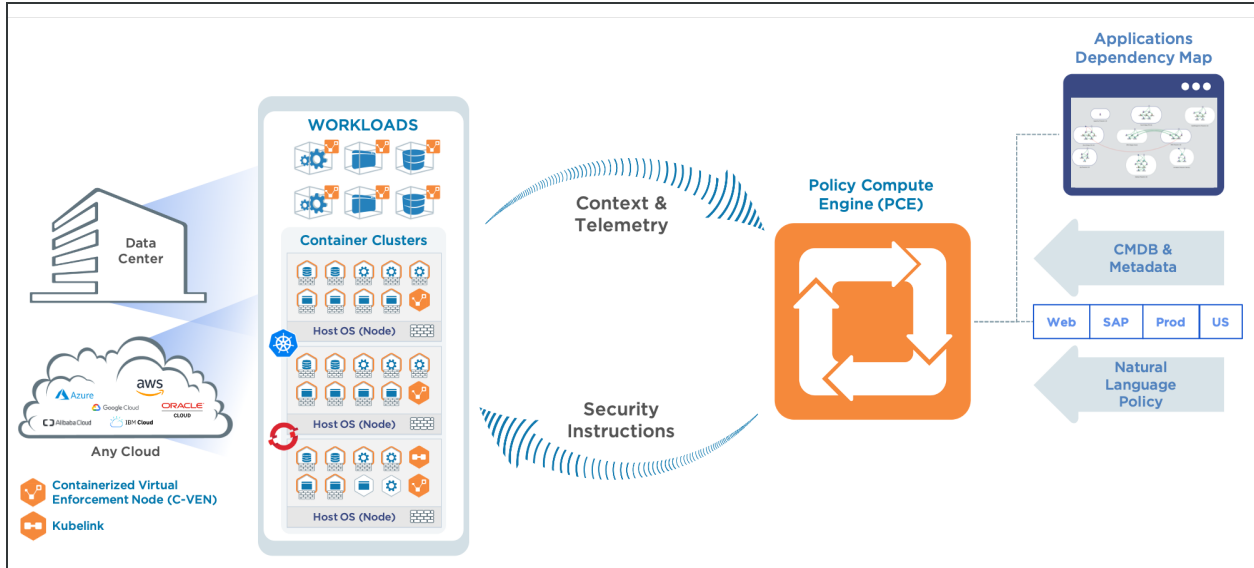 Applications
Dependency Map
WORKLOADS
Policy Compute
Engine (PCE)
Context &
Telemetry
Container Clusters
Data
Center
CMDB &
Metadata
Host OS (Node)
Web SAP Prod US
Azure
aws
Google Cloud
ORACLE
CLOUD
Alibaba Cloud
IBM Cloud
Natural
Language
Policy
Security
Instructions
Host OS (Node)
Any Cloud
Containerized Virtual
Enforcement Node (C-VEN)
Host OS (Node)
Kubelink